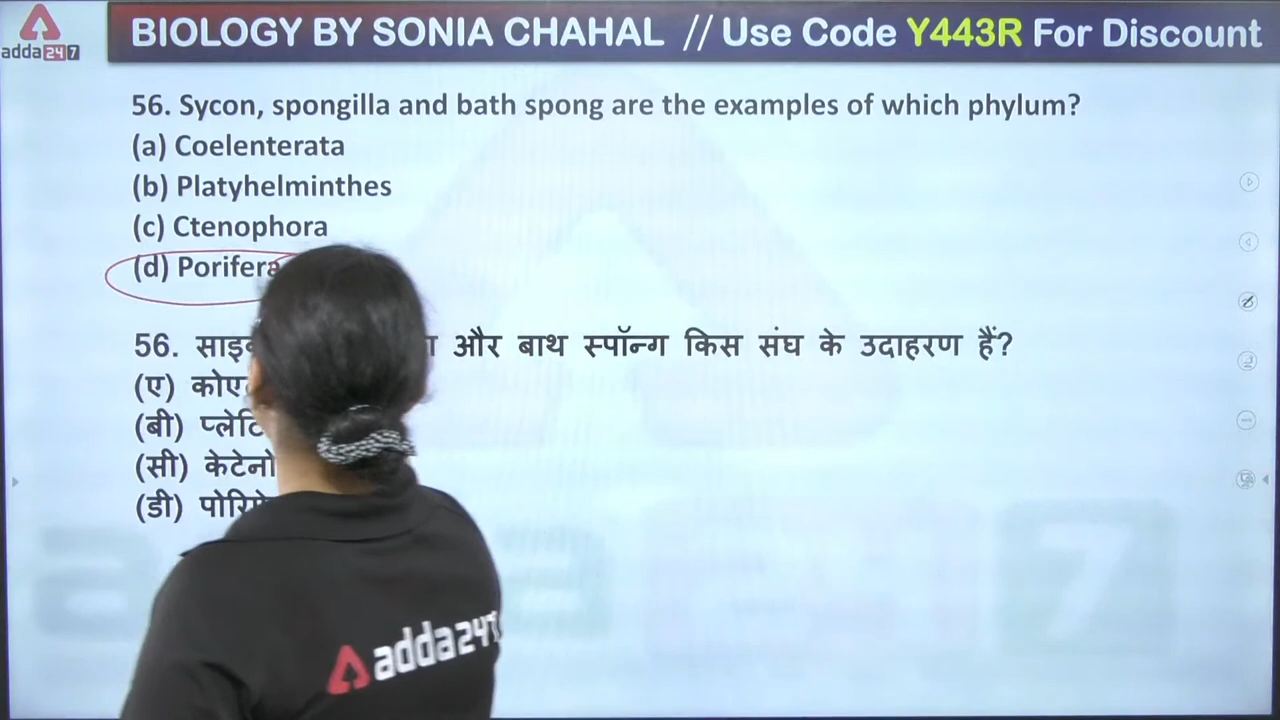 BIOLOGY BY SONIA CHAHAL // Use Code Y443R For Discount
adda247
56. Sycon, spongilla and bath spong are the examples of which phylum?
(a) Coelenterata
(b) Platyhelminthes
(c) Ctenophora
(d) Porifera
56. और बाथ स्पॉन्ग किस संघ के उदाहरण हैं?
(ए)
(बी)
(सी)
(डी)
adda247